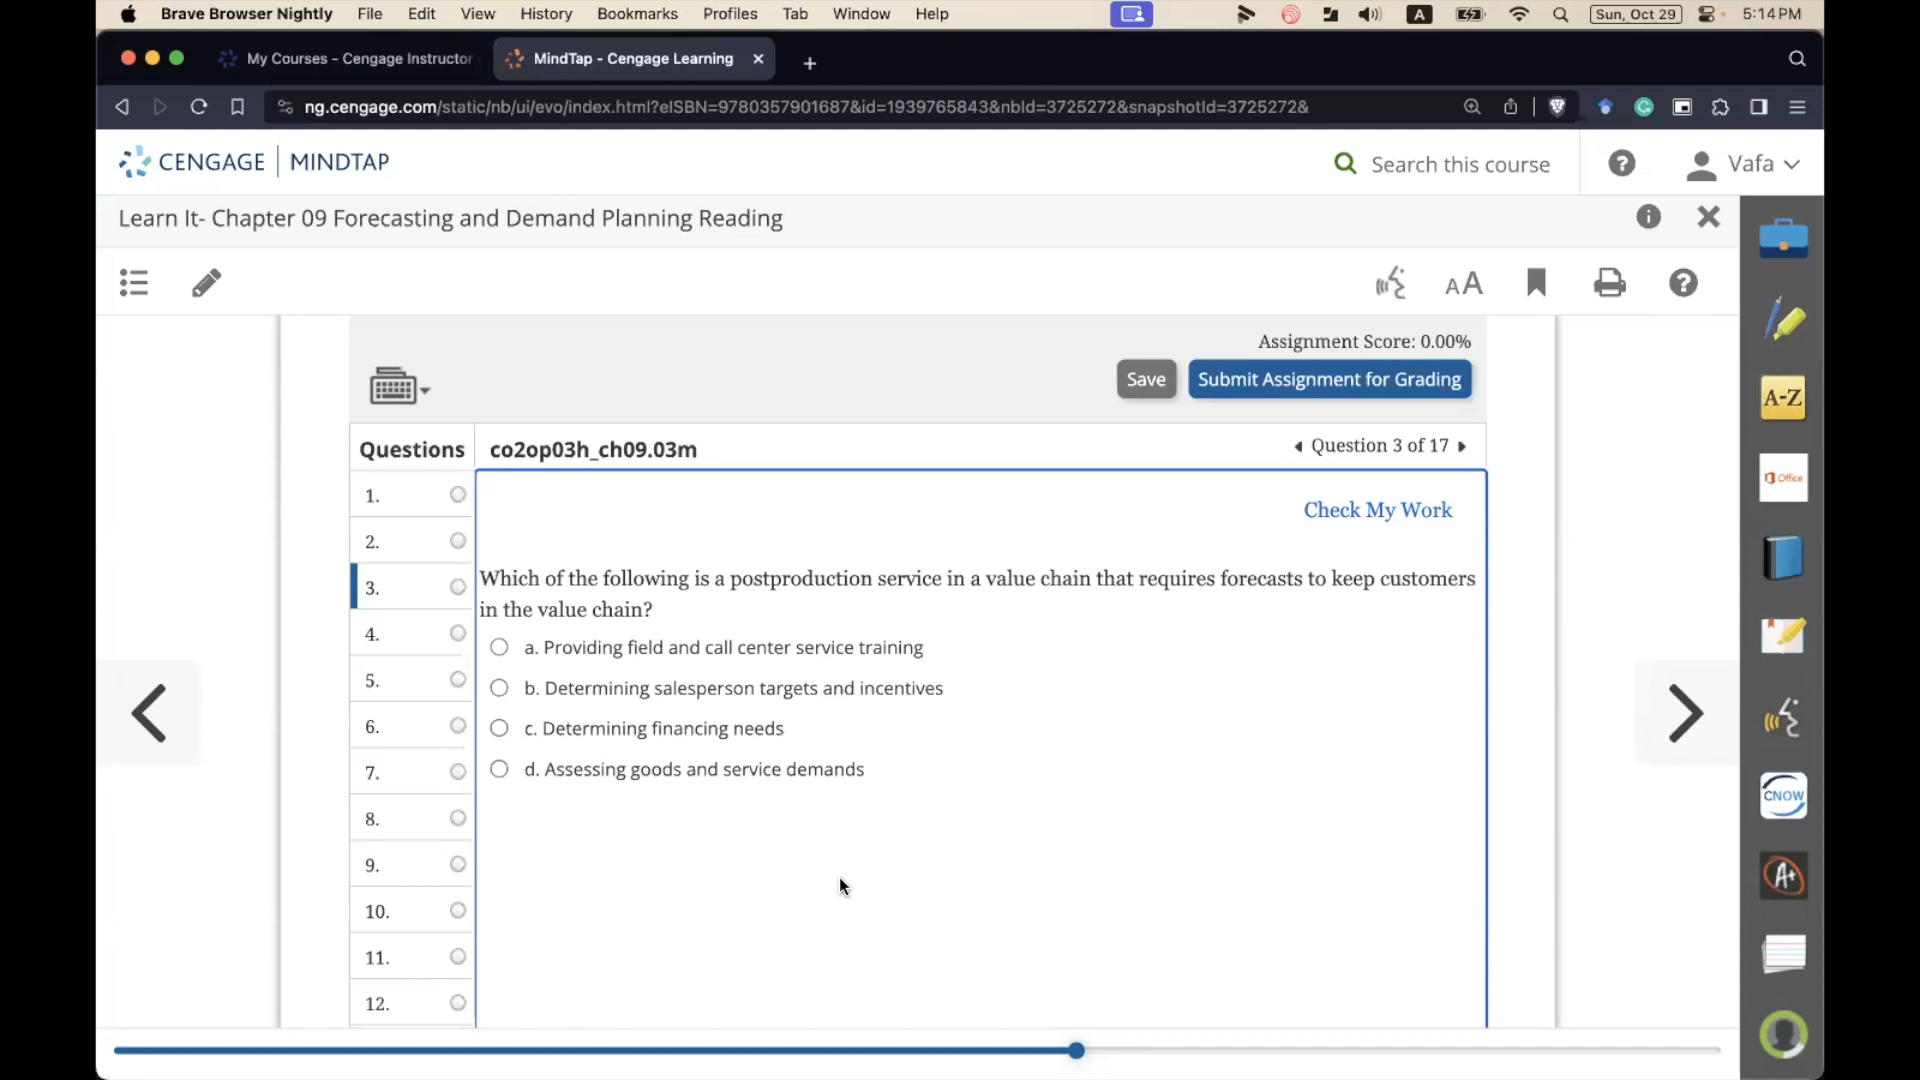 Brave Browser Nightly File Edit View History Bookmarks Profiles Tab Window Help A Sun, Oct 29 5:14 PM
My Courses - Cengage Instructor MindTap - Cengage Learning
ng.cengage.com/static/nb/ui/evo/index.html?eISBN=9780357901687&id=1939765843&nbId=3725272&snapshotId=3725272&
CENGAGE MINDTAP Search this course Vafa
Learn It- Chapter 09 Forecasting and Demand Planning Reading
AA
Assignment Score: 0.00%
Save Submit Assignment for Grading
Questions co2op03h_ch09.03m Question 3 of 17
Check My Work
Which of the following is a postproduction service in a value chain that requires forecasts to keep customers
in the value chain?
a. Providing field and call center service training
b. Determining salesperson targets and incentives
c. Determining financing needs
d. Assessing goods and service demands
1.
2.
3.
4.
5.
6.
7.
8.
9.
10.
11.
12.
A-Z
Office
CNOW
A+